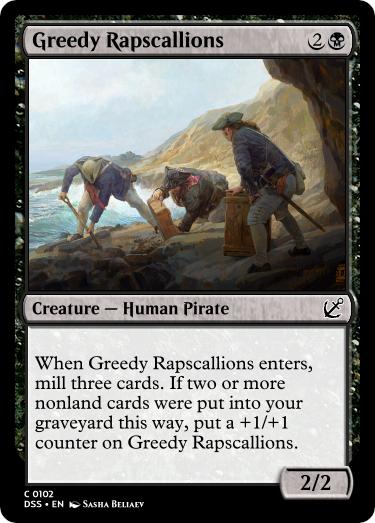 Greedy Rapscallions 2
Creature — Human Pirate
When Greedy Rapscallions enters,
mill three cards. If two or more
nonland cards were put into your
graveyard this way, put a +1/+1
counter on Greedy Rapscallions.
2/2
C 0102
DSS • EN Sasha Beliaev